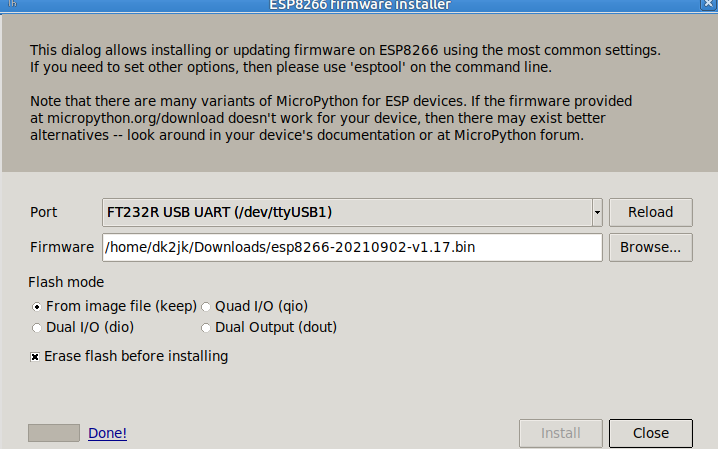 ESP8266 firmware installer
This dialog allows installing or updating firmware on ESP8266 using the most common settings.
If you need to set other options, then please use 'esptool' on the command line.
Note that there are many variants of MicroPython for ESP devices. If the firmware provided
at micropython.org/download doesn't work for your device, then there may exist better
alternatives -- look around in your device's documentation or at MicroPython forum.
Port FT232R USB UART (/dev/ttyUSB1) Reload
Firmware /home/dk2jk/Downloads/esp8266-20210902-v1.17.bin Browse...
Flash mode
From image file (keep) Quad I/O (qio)
Dual I/O (dio) Dual Output (dout)
Erase flash before installing
Done! Install Close